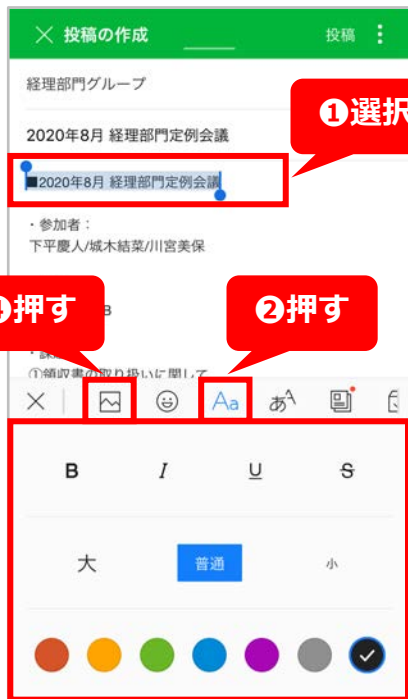 投稿の作成 投稿
経理部門グループ
❶選択
2020年8月 経理部門定例会議
■2020年8月 経理部門定例会議
・参加者：
下平慶人/城木結菜/川宮美保
押す
❷押す
B
①領収書の取り扱いに関して
Aa あA
B I U S
大 普通 小